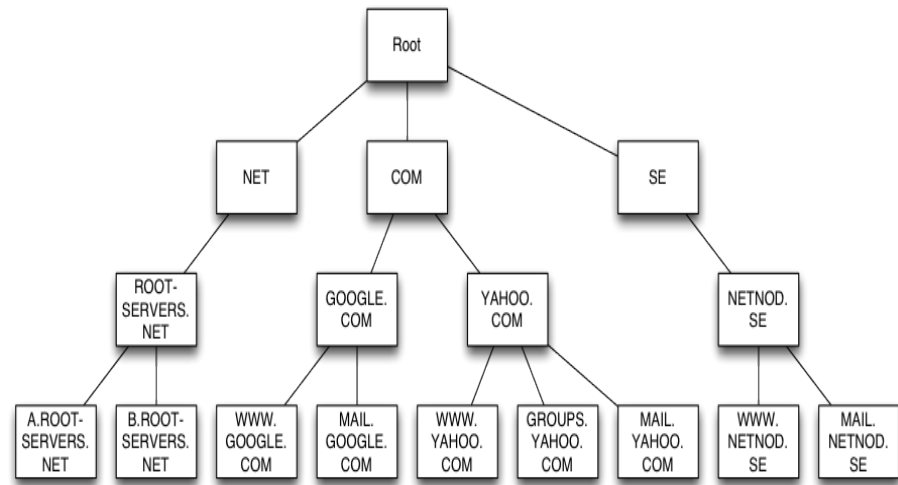 Root
NET
COM
SE
ROOT-
SERVERS.
NET
GOOGLE.
COM
YAHOO.
COM
NETNOD.
SE
A.ROOT-
SERVERS.
NET
B.ROOT-
SERVERS.
NET
WWW.
GOOGLE.
COM
MAIL.
GOOGLE.
COM
WWW.
YAHOO.
COM
GROUPS.
YAHOO.
COM
MAIL.
YAHOO.
COM
WWW.
NETNOD.
SE
MAIL.
NETNOD.
SE